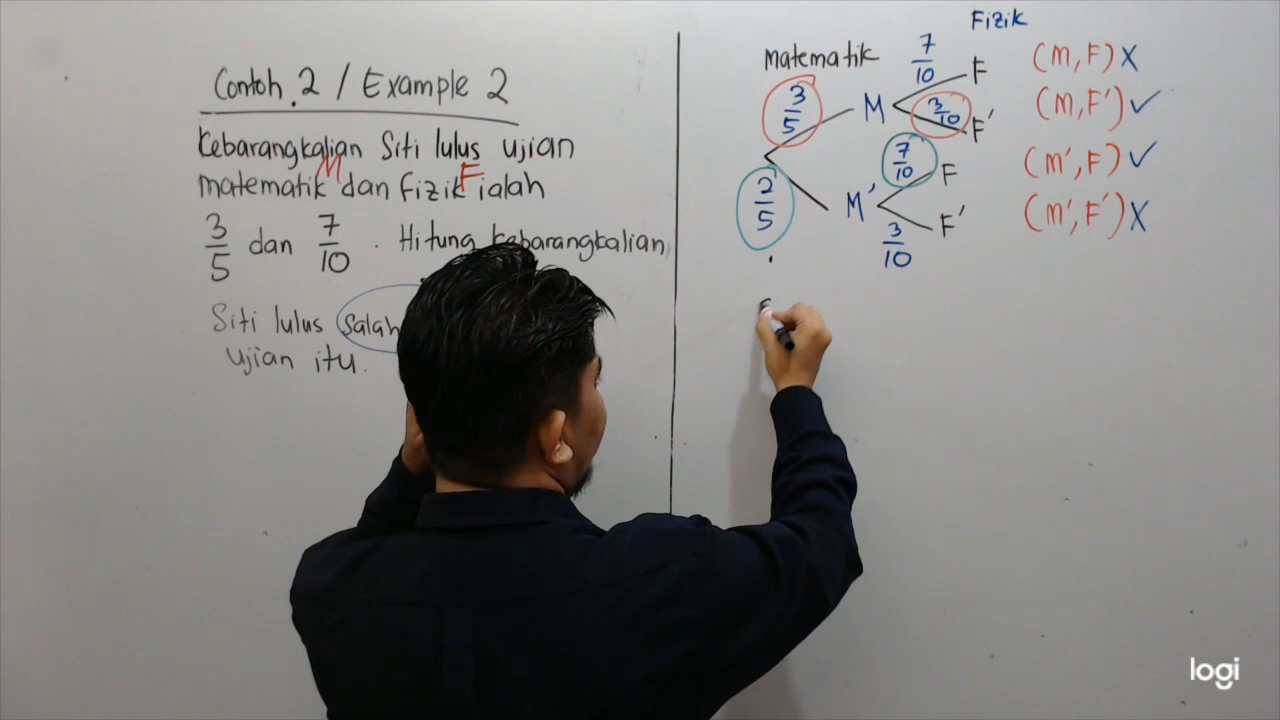 Contoh 2 / Example 2
Kebarangkalian Siti lulus ujian
M F
matematik dan fizik ialah
3/5 dan 7/10 . Hitung kebarangkalian
Siti lulus salah
ujian itu.
Fizik
Matematik
7/10 F (M,F) X
3/5 M 3/10 F' (M,F') ✓
7/10 F (M',F) ✓
2/5 M' F' (M',F') X
3/10
logi